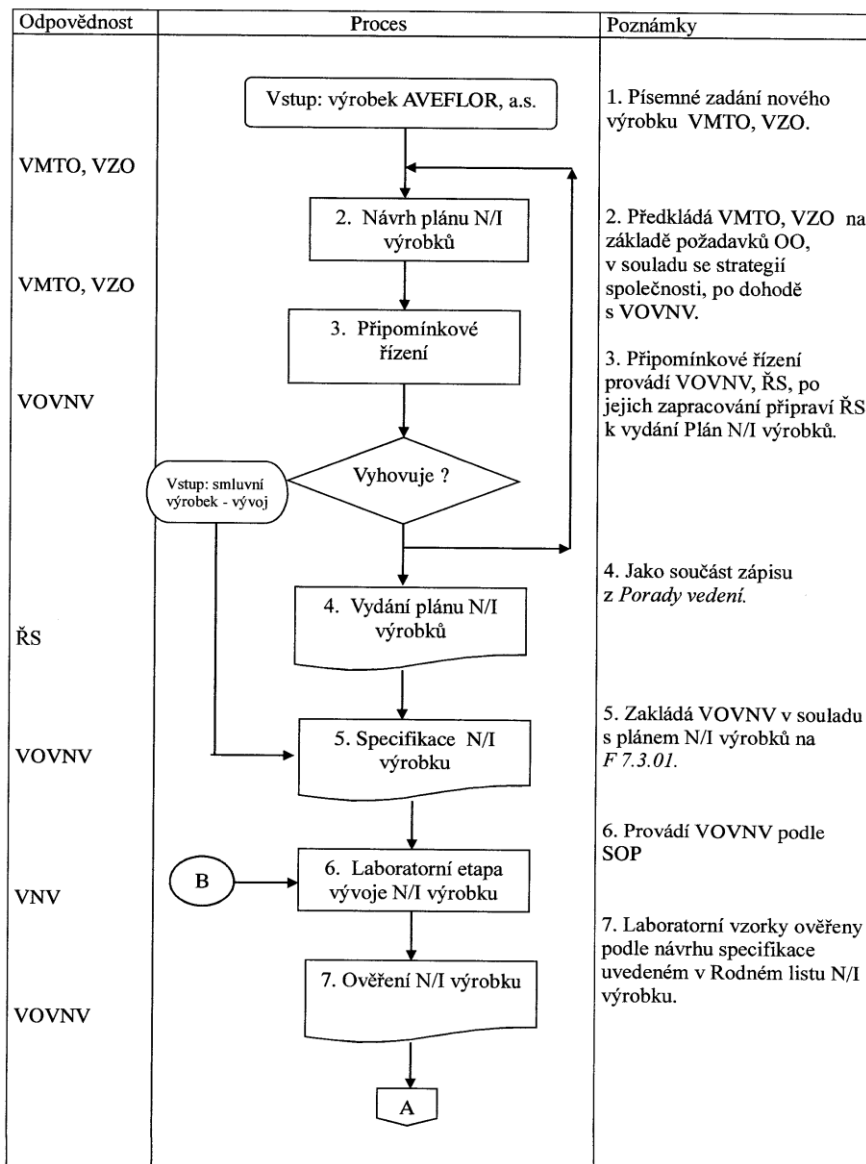 Odpovědnost
Proces
Poznámky
Vstup: výrobek AVEFLOR, a.s.
1. Písemné zadání nového
výrobku VMTO, VZO.
VMTO, VZO
2. Návrh plánu N/I
výrobků
2. Předkládá VMTO, VZO na
základě požadavků OO,
v souladu se strategií
společnosti, po dohodě
s VOVNV.
VMTO, VZO
3. Připomínkové
řízení
3. Připomínkové řízení
provádí VOVNV, ŘS, po
jejich zapracování připraví ŘS
k vydání Plán N/I výrobků.
VOVNV
Vyhovuje ?
Vstup: smluvní
výrobek - vývoj
4. Vydání plánu N/I
výrobků
4. Jako součást zápisu
z Porady vedení.
ŘS
5. Specifikace N/I
výrobku
5. Zakládá VOVNV v souladu
s plánem N/I výrobků na
F 7.3.01.
VOVNV
B
6. Laboratorní etapa
vývoje N/I výrobku
6. Provádí VOVNV podle
SOP
VNV
7. Ověření N/I výrobku
7. Laboratorní vzorky ověřeny
podle návrhu specifikace
uvedeném v Rodném listu N/I
výrobku.
VOVNV
A